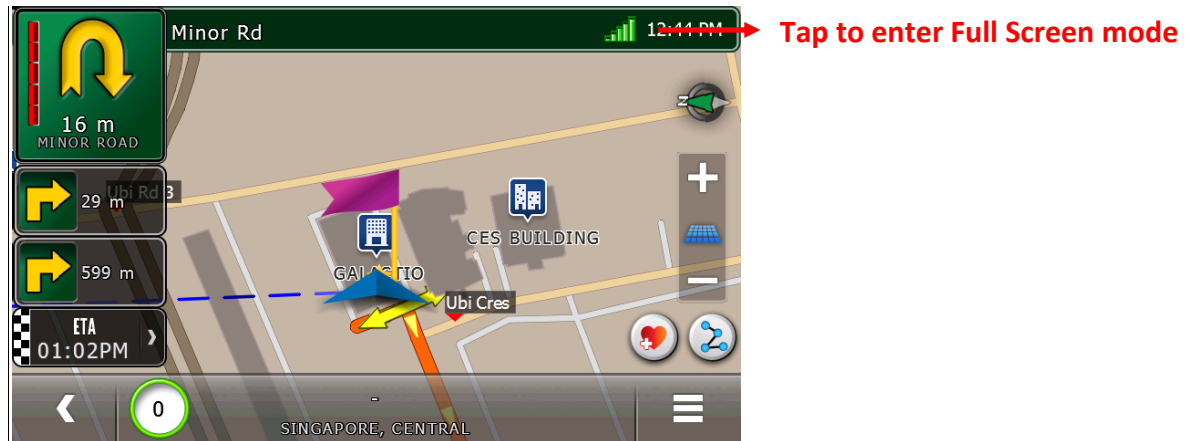 Minor Rd
12:44 PM
Tap to enter Full Screen mode
16 m
MINOR ROAD
N
Ubi Rd 3
29 m
CES BUILDING
599 m
GALACTIO
Ubi Cres
ETA
01:02PM
0
-
SINGAPORE, CENTRAL